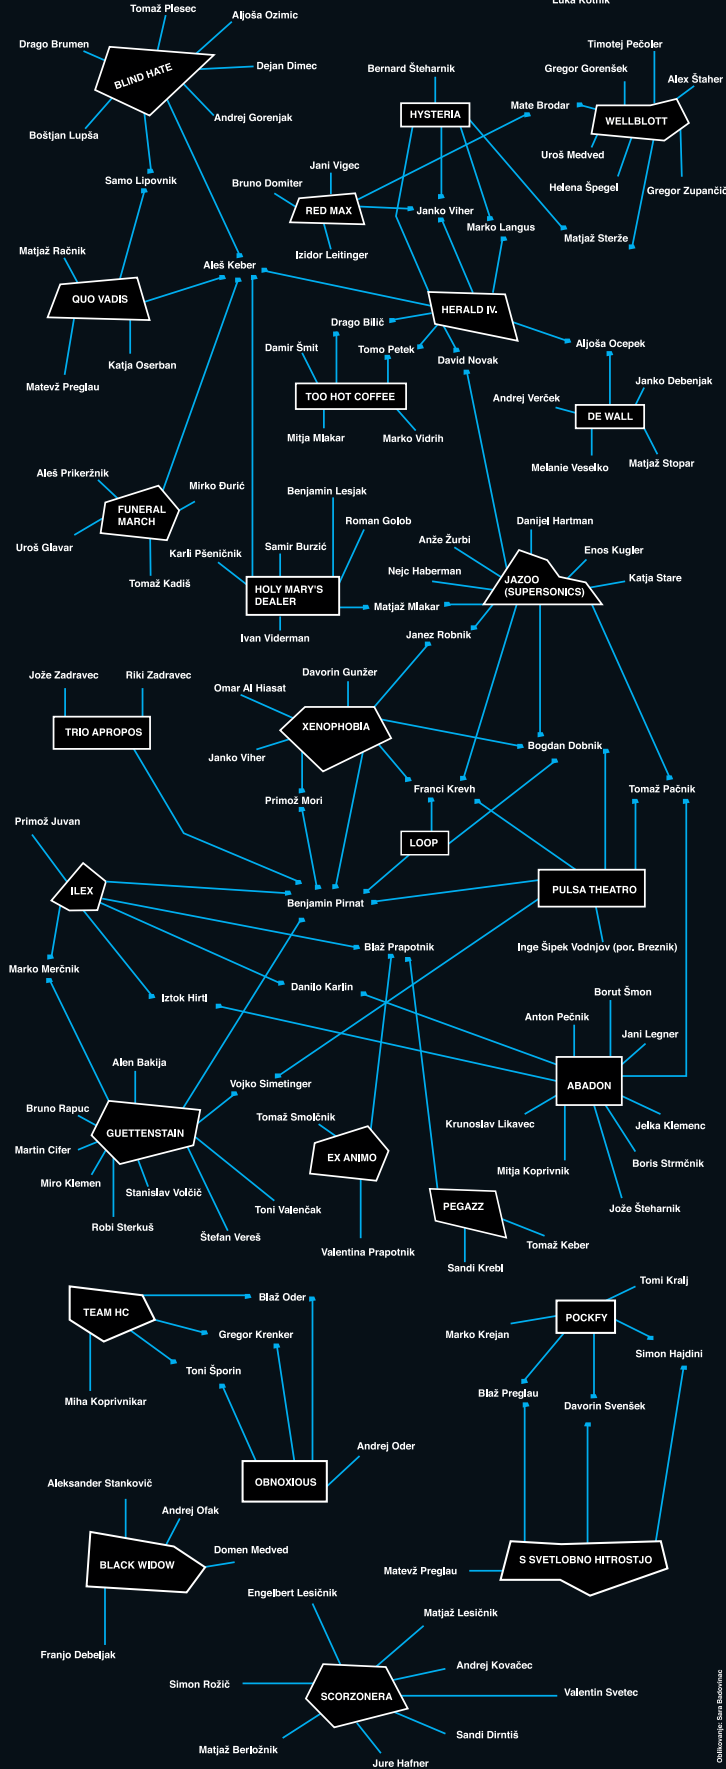 Luka Kotnik
Tomaž Plesec
Aljoša Ozimic
Drago Brumen
Timotej Pečoler
Dejan Dimec
Bernard Šteharnik
Gregor Gorenšek
Alex Štaher
BLIND HATE
Mate Brodar
HYSTERIA
WELLBLOTT
Andrej Gorenjak
Boštjan Lupša
Uroš Medved
Jani Vigec
Samo Lipovnik
Bruno Domiter
Helena Špegel
Gregor Zupančič
RED MAX
Janko Viher
Marko Langus
Matjaž Sterže
Matjaž Račnik
Izidor Leitinger
Aleš Keber
QUO VADIS
HERALD IV.
Drago Bilič
Aljoša Ocepek
Damir Šmit
Tomo Petek
David Novak
Katja Oserban
Matevž Preglau
Janko Debenjak
TOO HOT COFFEE
Andrej Verček
DE WALL
Mitja Mlakar
Marko Vidrih
Melanie Veselko
Matjaž Stopar
Aleš Prikeržnik
Mirko Đurić
Benjamin Lesjak
FUNERAL
MARCH
Roman Golob
Danijel Hartman
Uroš Glavar
Karli Pšeničnik
Samir Burzić
Anže Žurbi
Enos Kugler
Nejc Haberman
Katja Stare
Tomaž Kadiš
HOLY MARY'S
DEALER
JAZOO
(SUPERSONICS)
Matjaž Mlakar
Ivan Viderman
Janez Robnik
Jože Zadravec
Riki Zadravec
Davorin Gunžer
Omar Al Hiasat
TRIO APROPOS
XENOPHOBIA
Janko Viher
Bogdan Dobnik
Primož Mori
Franci Krevh
Tomaž Pačnik
Primož Juvan
LOOP
ILEX
PULSA THEATRO
Benjamin Pirnat
Blaž Prapotnik
Inge Šipek Vodnjov (por. Breznik)
Marko Merčnik
Iztok Hirtl
Danilo Karlin
Borut Šmon
Anton Pečnik
Jani Legner
Alen Bakija
Vojko Simetinger
ABADON
Bruno Rapuc
Tomaž Smolčnik
Krunoslav Likavec
Jelka Klemenc
GUETTENSTAIN
Martin Cifer
EX ANIMO
Boris Strmčnik
Miro Klemen
Stanislav Volčič
Mitja Koprivnik
Robi Sterkuš
Toni Valenčak
PEGAZZ
Jože Šteharnik
Štefan Vereš
Valentina Prapotnik
Tomaž Keber
Sandi Krebl
Tomi Kralj
Blaž Oder
TEAM HC
POCKFY
Gregor Krenker
Marko Krejan
Simon Hajdini
Toni Šporin
Miha Koprivnikar
Blaž Preglau
Davorin Svenšek
Andrej Oder
Aleksander Stankovič
OBNOXIOUS
Andrej Ofak
Domen Medved
BLACK WIDOW
S SVETLOBNO HITROSTJO
Matevž Preglau
Engelbert Lesičnik
Matjaž Lesičnik
Franjo Debeljak
Andrej Kovačec
Simon Rožič
SCORZONERA
Valentin Svetec
Sandi Dirntiš
Matjaž Berložnik
Jure Hafner
Oblikovanje: Sara Badovinac